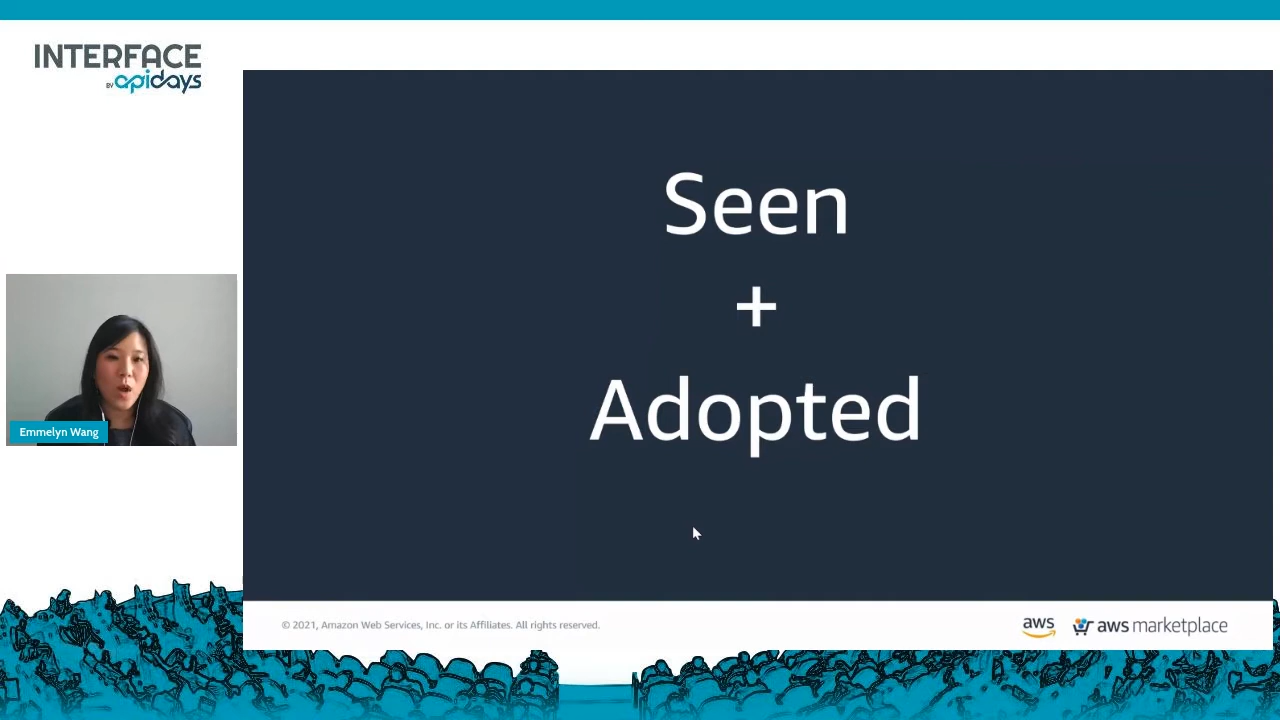 INTERFACE
BY apidays
Seen
+
Adopted
Emmelyn Wang
© 2021, Amazon Web Services, Inc. or its Affiliates. All rights reserved.
aws
aws marketplace